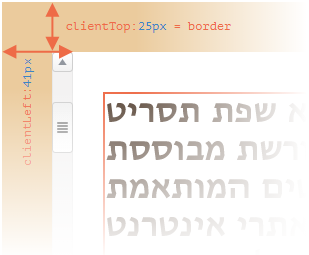 clientTop:25px = border
clientLeft:41px
א שפת תסריט
רשת מבוססת
ים המותאמת
אתרי אינטרנט